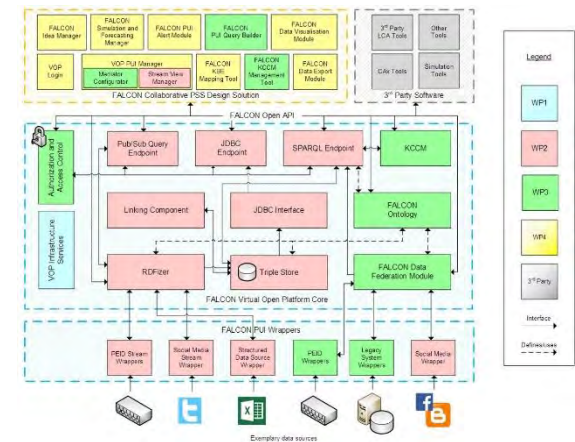 FALCON
Idea Manager
FALCON
Simulation and
Forecasting
Manager
FALCON PUI
Alert Module
FALCON
PUI Query Builder
FALCON
Data Visualisation
Module
VOP
Login
VOP PUI Manager
Mediator
Configurator
Stream View
Manager
FALCON
KBE
Mapping Tool
FALCON
KCCM
Management
Tool
FALCON
Data Export
Module
FALCON Collaborative PSS Design Solution
3rd Party
LCA Tools
Other
Tools
CAx Tools
Simulation
Tools
3rd Party Software
Legend
WP1
WP2
WP3
WP4
3rd Party
Interface
Defines/uses
FALCON Open API
Authorization and
Access Control
Pub/Sub Query
Endpoint
JDBC
Endpoint
SPARQL Endpoint
KCCM
VOP Infrastructure
Services
Linking Component
JDBC Interface
FALCON
Ontology
RDFizer
Triple Store
FALCON Data
Federation Module
FALCON Virtual Open Platform Core
FALCON PUI Wrappers
PEID Stream
Wrappers
Social Media
Stream
Wrapper
Structured
Data Source
Wrapper
PEID
Wrappers
Legacy
System
Wrappers
Social Media
Wrapper
Exemplary data sources